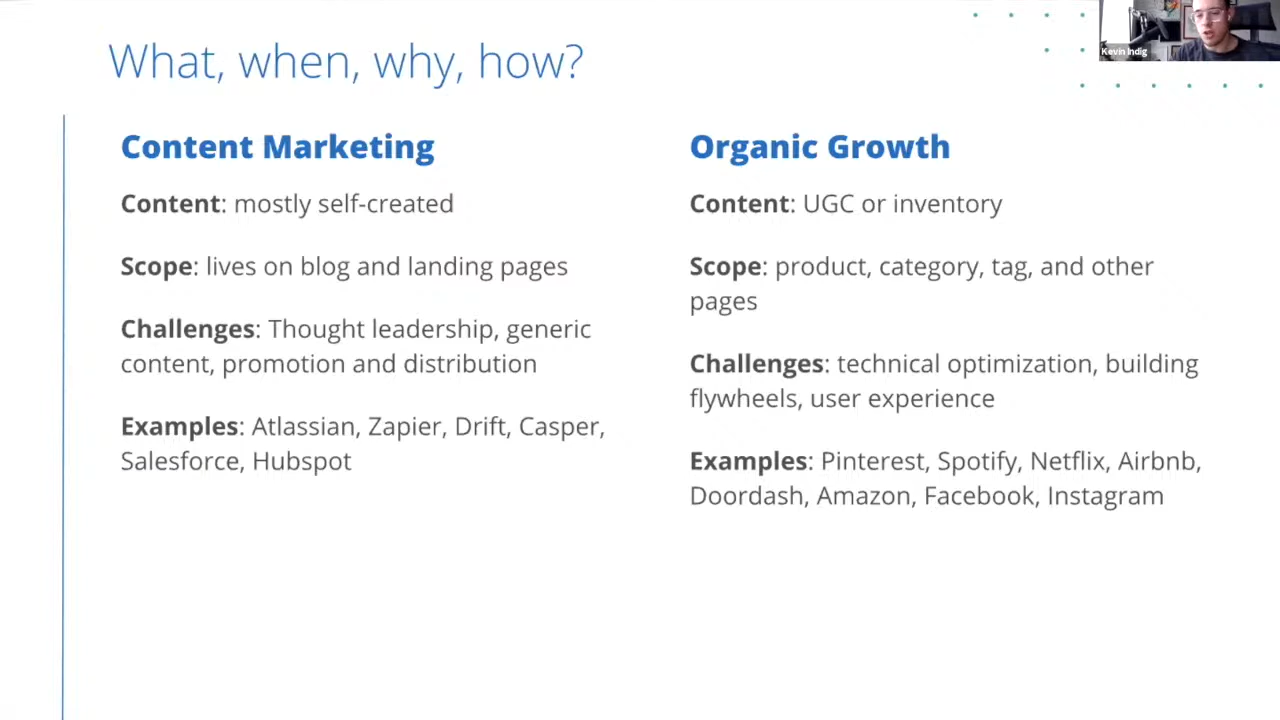 What, when, why, how?
Kevin Indig
Content Marketing
Content: mostly self-created
Scope: lives on blog and landing pages
Challenges: Thought leadership, generic
content, promotion and distribution
Examples: Atlassian, Zapier, Drift, Casper,
Salesforce, Hubspot
Organic Growth
Content: UGC or inventory
Scope: product, category, tag, and other
pages
Challenges: technical optimization, building
flywheels, user experience
Examples: Pinterest, Spotify, Netflix, Airbnb,
Doordash, Amazon, Facebook, Instagram